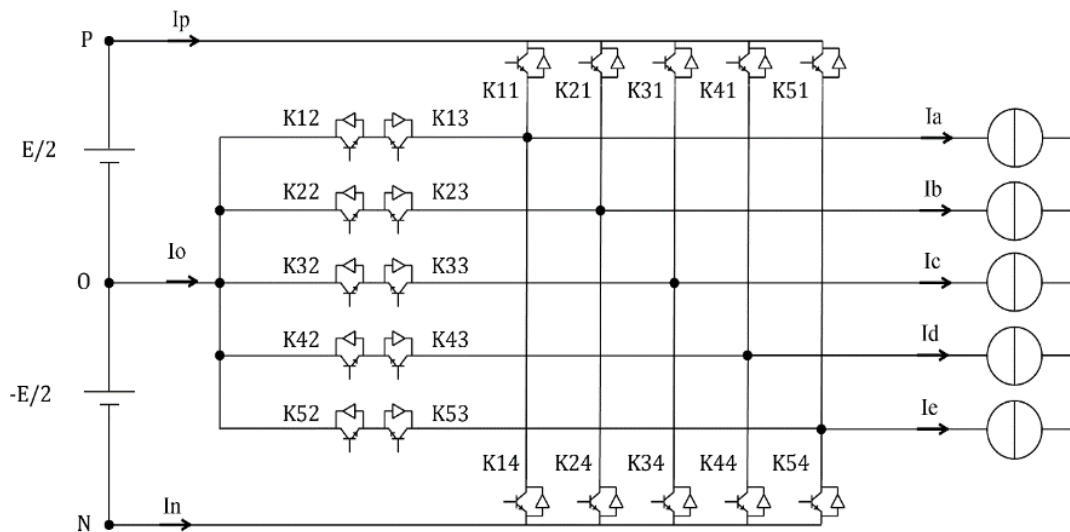 Ip
P
K11 K21 K31 K41 K51
K12 K13 Ia
E/2
K22 K23 Ib
Io K32 K33 Ic
O
K42 K43 Id
-E/2
K52 K53 Ie
K14 K24 K34 K44 K54
In
N